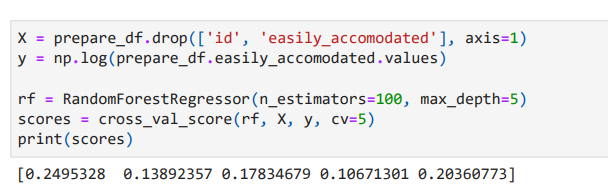 X = prepare_df.drop(['id', 'easily_accomodated'], axis=1)
y = np.log(prepare_df.easily_accomodated.values)
rf = RandomForestRegressor(n_estimators=100, max_depth=5)
scores = cross_val_score(rf, X, y, cv=5)
print(scores)
[0.2495328  0.13892357 0.17834679 0.10671301 0.20360773]